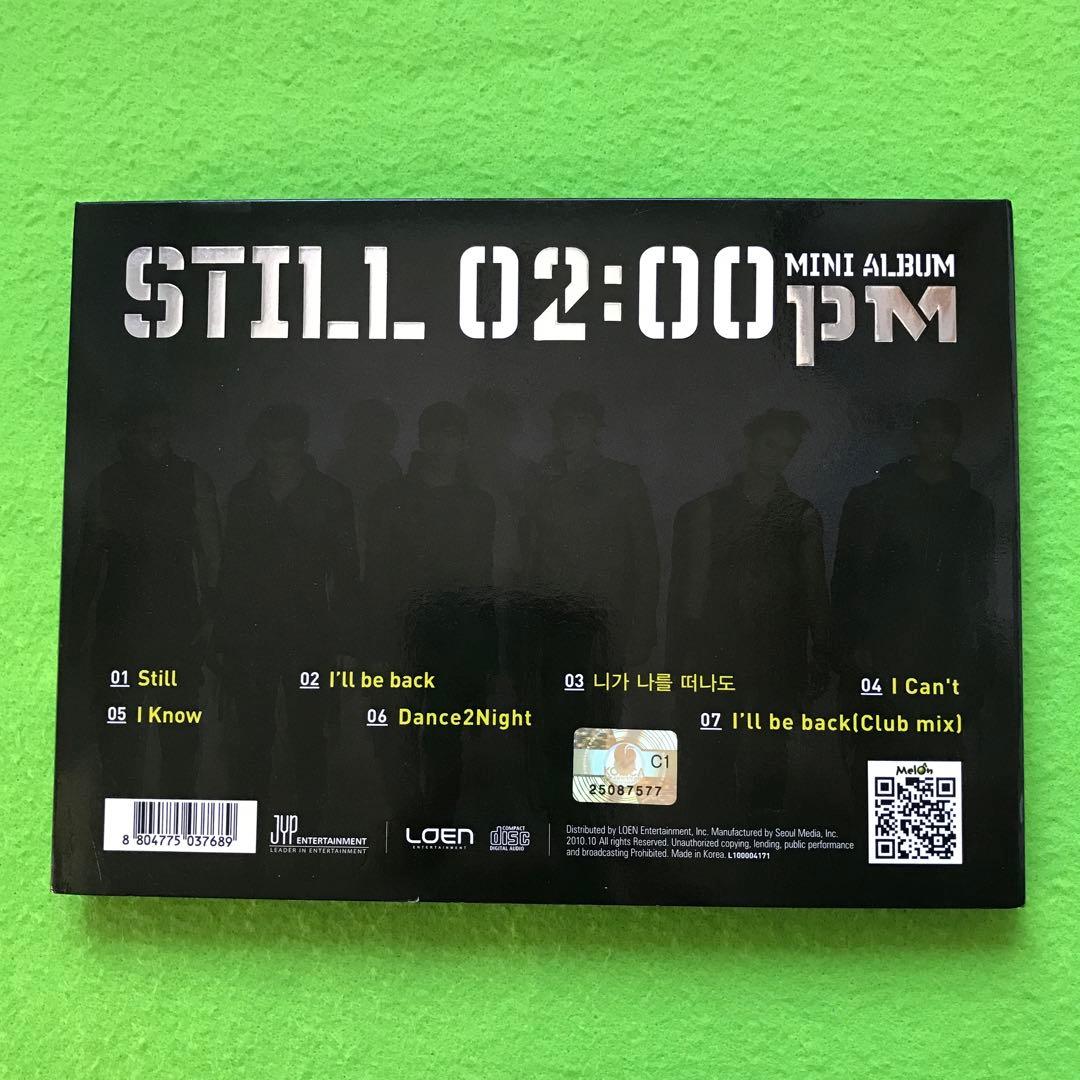 STILL 02:00
MINI ALBUM
PM
01 Still
02 I'll be back
03 니가 나를 떠나도
04 I Can't
05 I Know
06 Dance2Night
07 I'll be back(Club mix)
C1
25087577
Melon
8 804775 037689
JYP ENTERTAINMENT
LEADER IN ENTERTAINMENT
LOEN
ENTERTAINMENT
COMPACT
disc
DIGITAL AUDIO
Distributed by LOEN Entertainment, Inc. Manufactured by Seoul Media, Inc.
2010.10 All rights Reserved. Unauthorized copying, lending, public performance
and broadcasting Prohibited. Made in Korea. L100004171